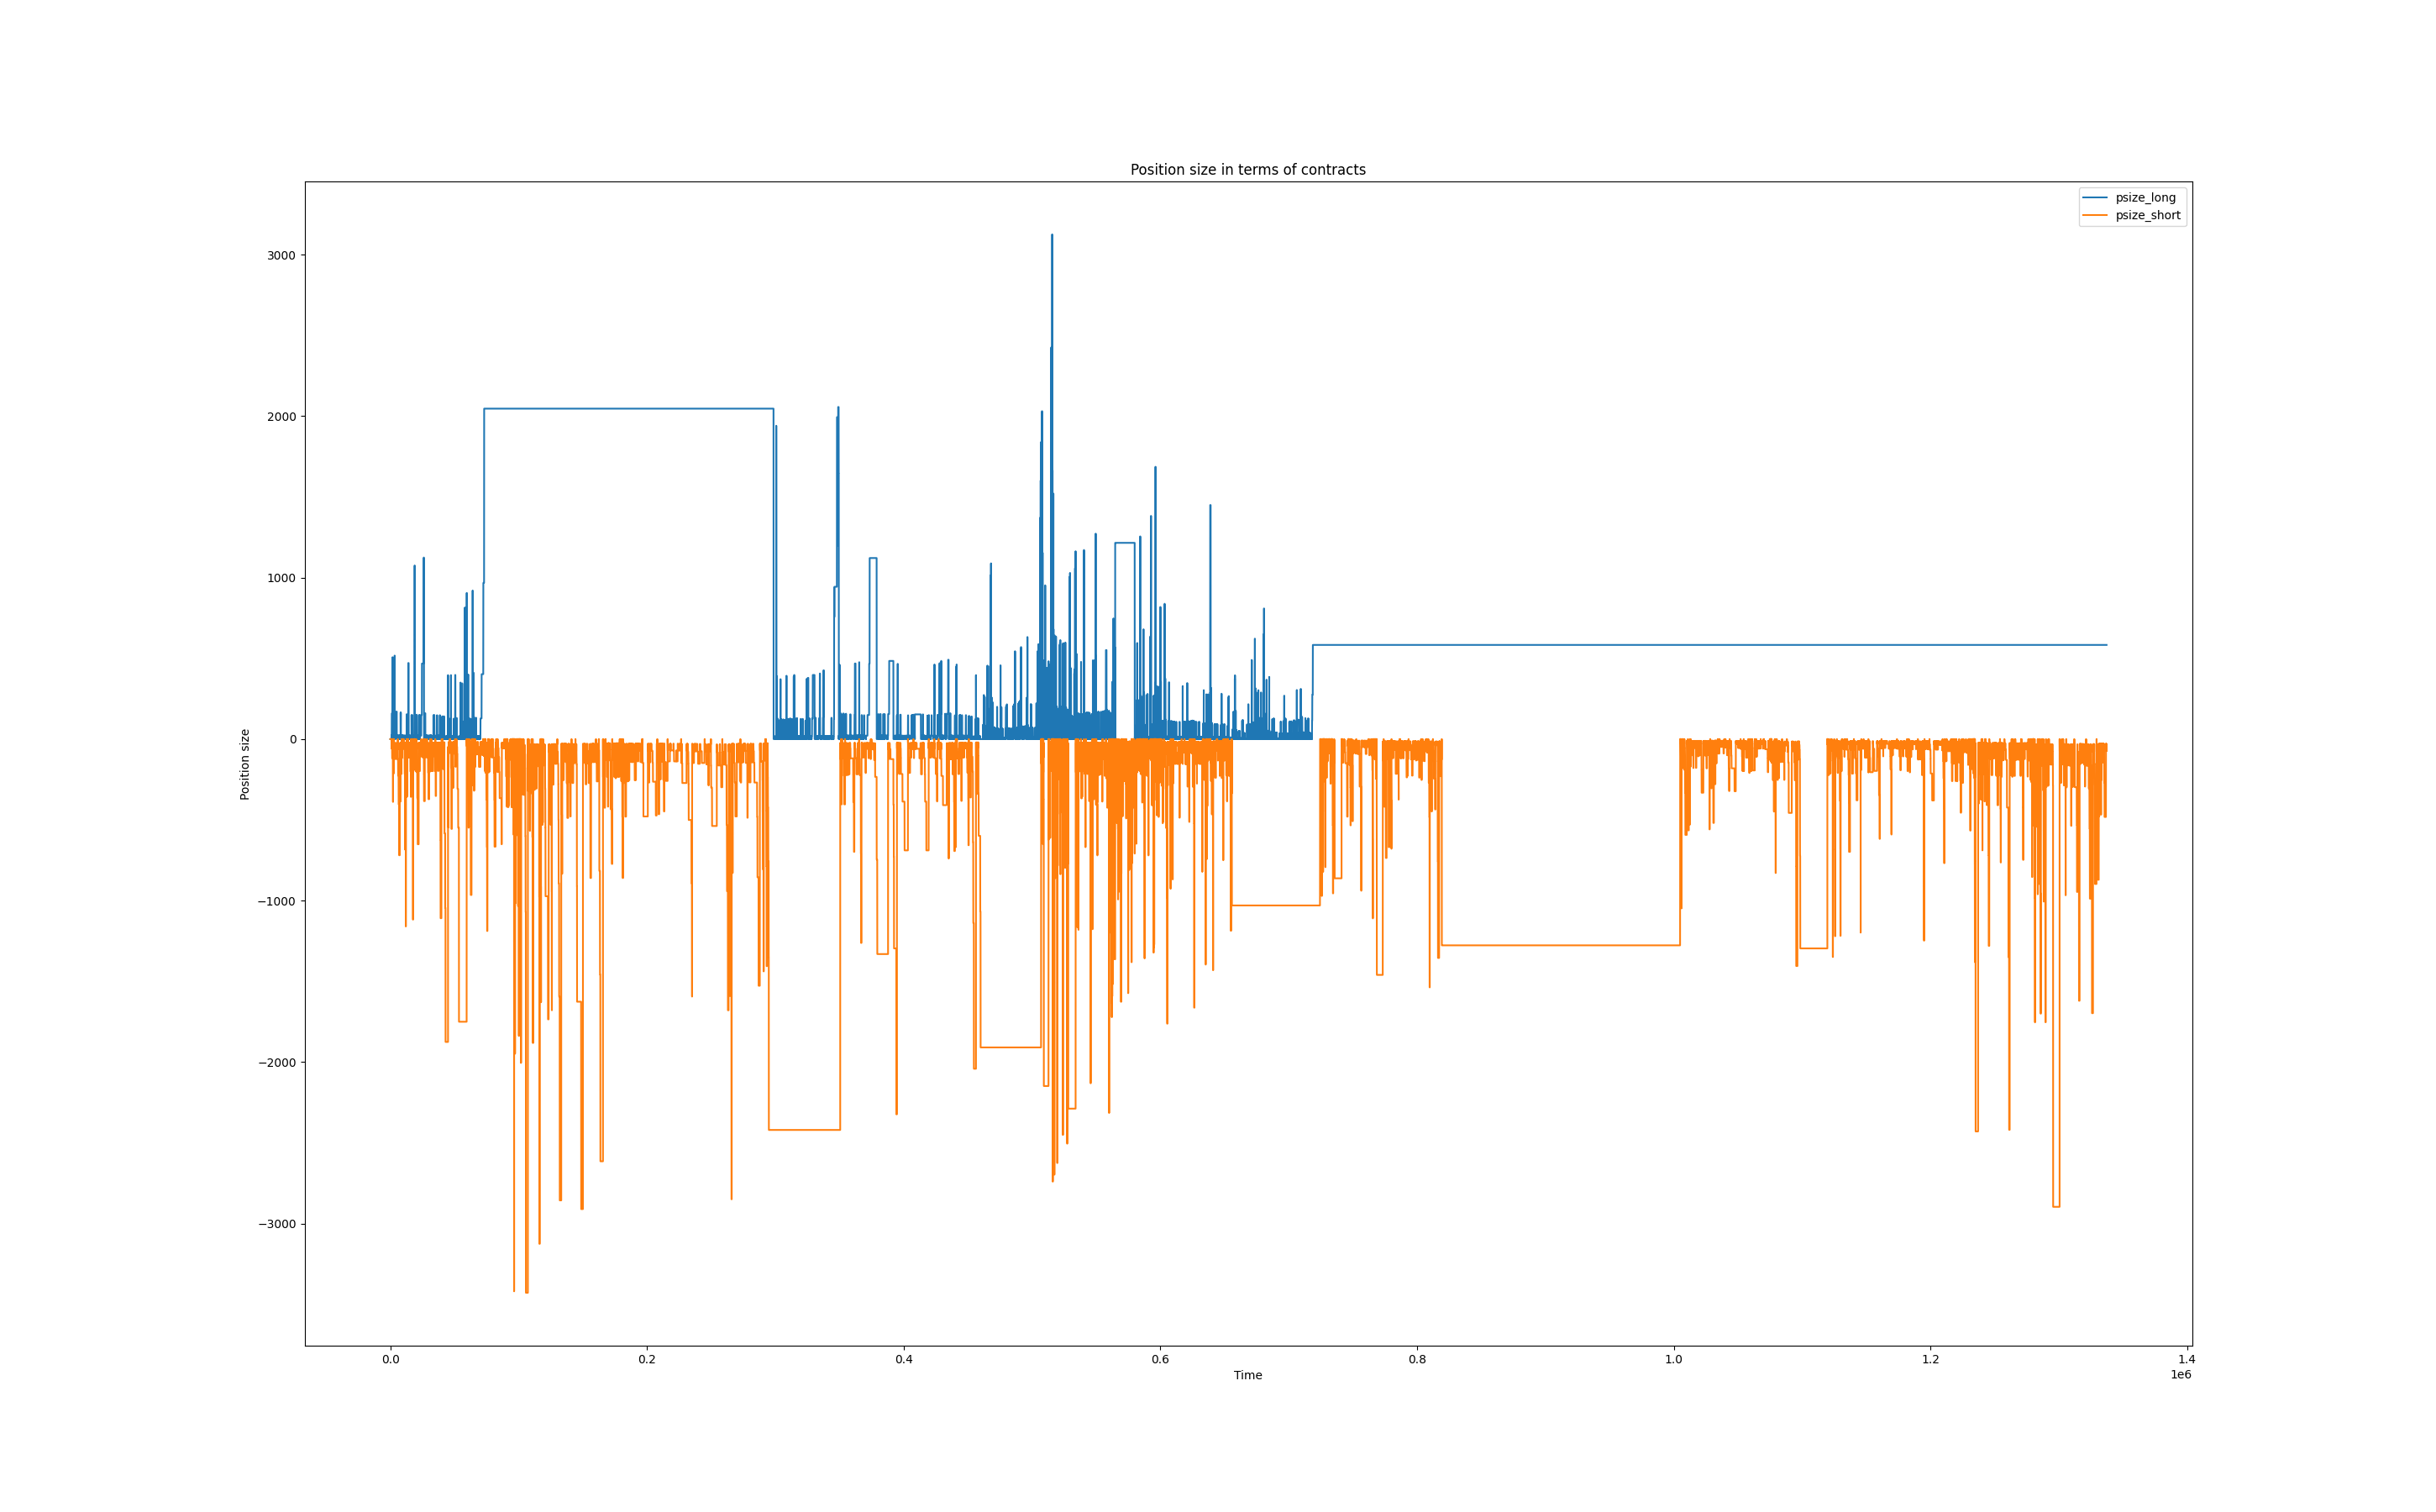 Position size in terms of contracts
psize_long
psize_short
3000
2000
1000
0
−1000
−2000
−3000
Position size
0.0 0.2 0.4 0.6 0.8 1.0 1.2 1.4
Time
1e6